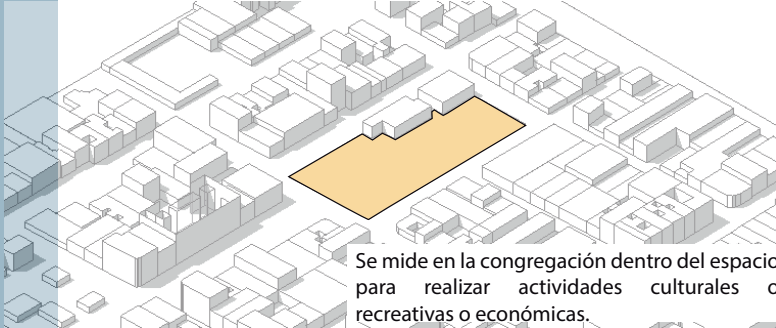 Se mide en la congregación dentro del espacio
para realizar actividades culturales o
recreativas o económicas.